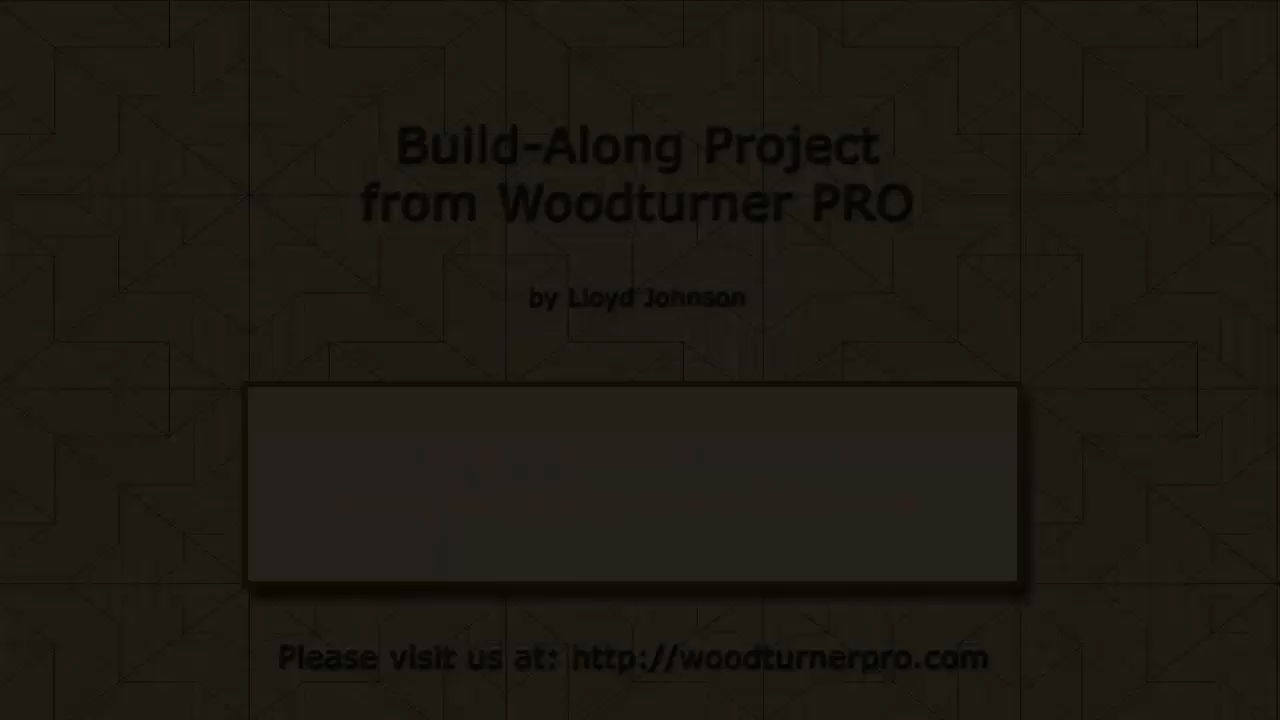 Build-Along Project
from Woodturner PRO
by Lloyd Johnson
Please visit us at: http://woodturnerpro.com